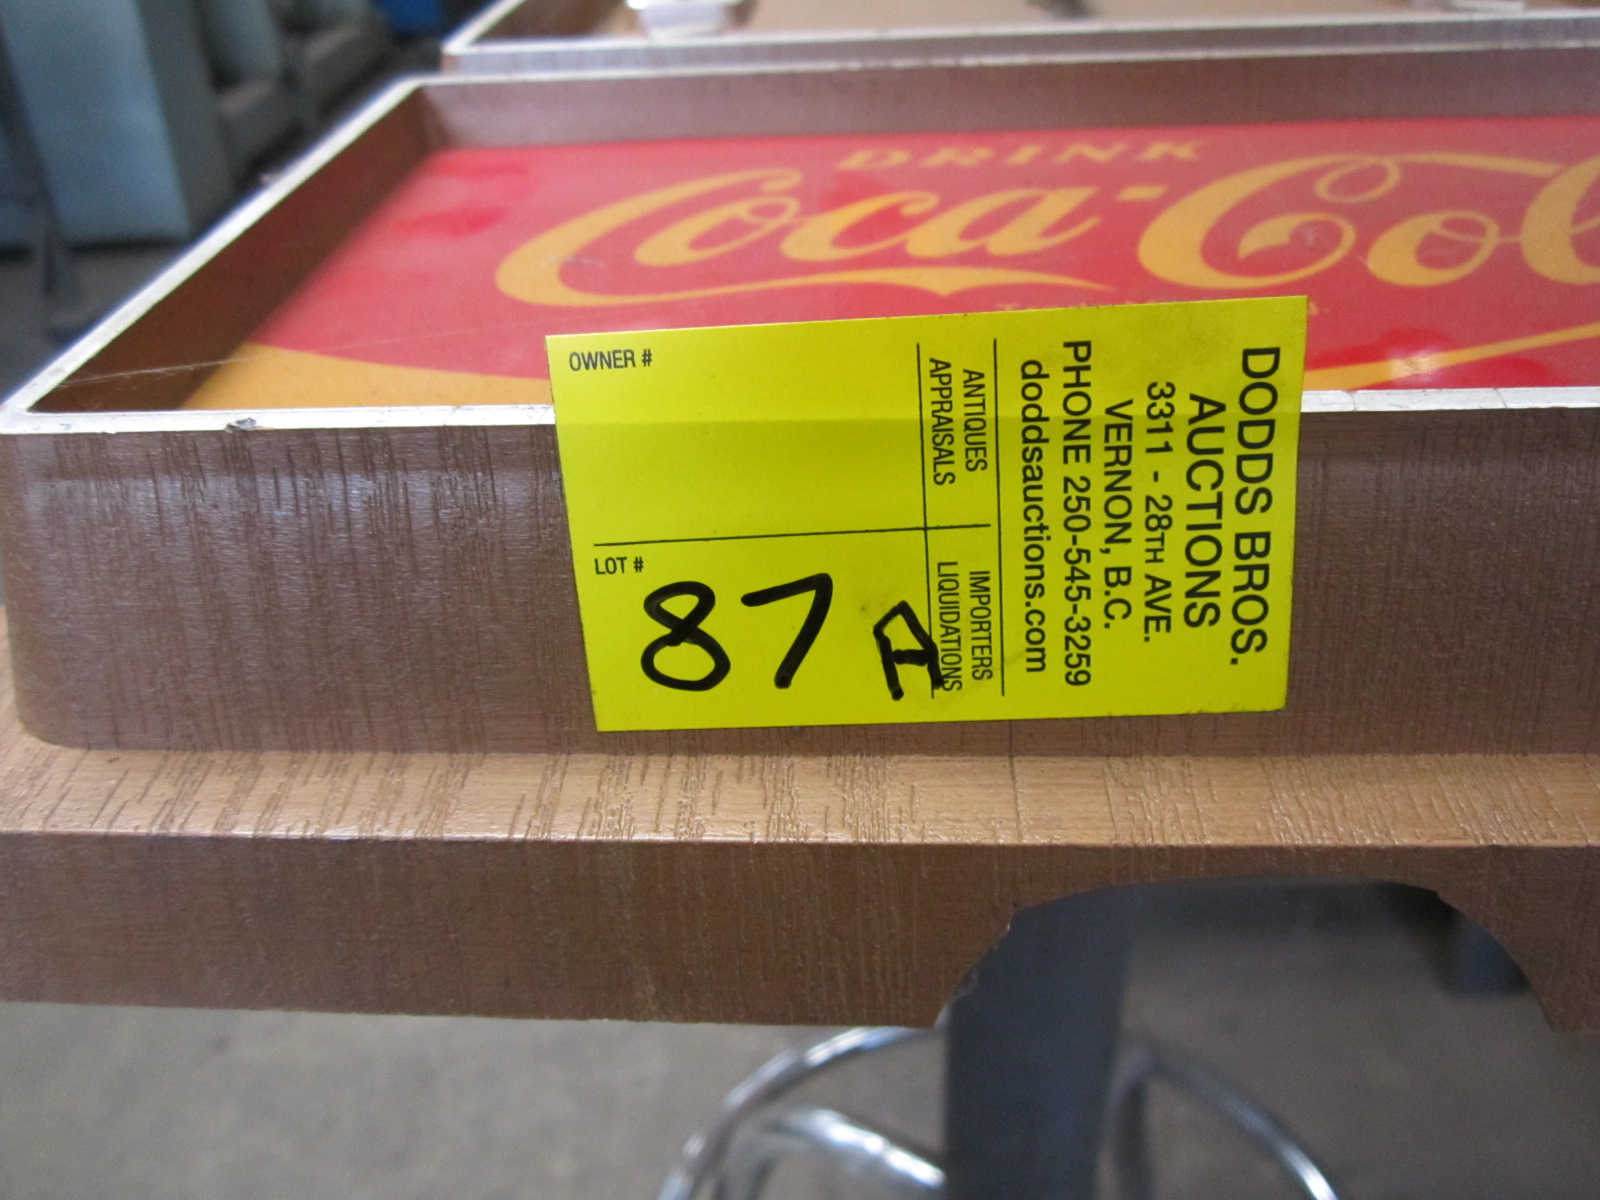 DRINK
Coca-Col
DODDS BROS.
AUCTIONS
3311 - 28TH AVE.
VERNON, B.C.
PHONE 250-545-3259
doddsauctions.com
ANTIQUES
APPRAISALS
IMPORTERS
LIQUIDATIONS
OWNER #
LOT #
87A